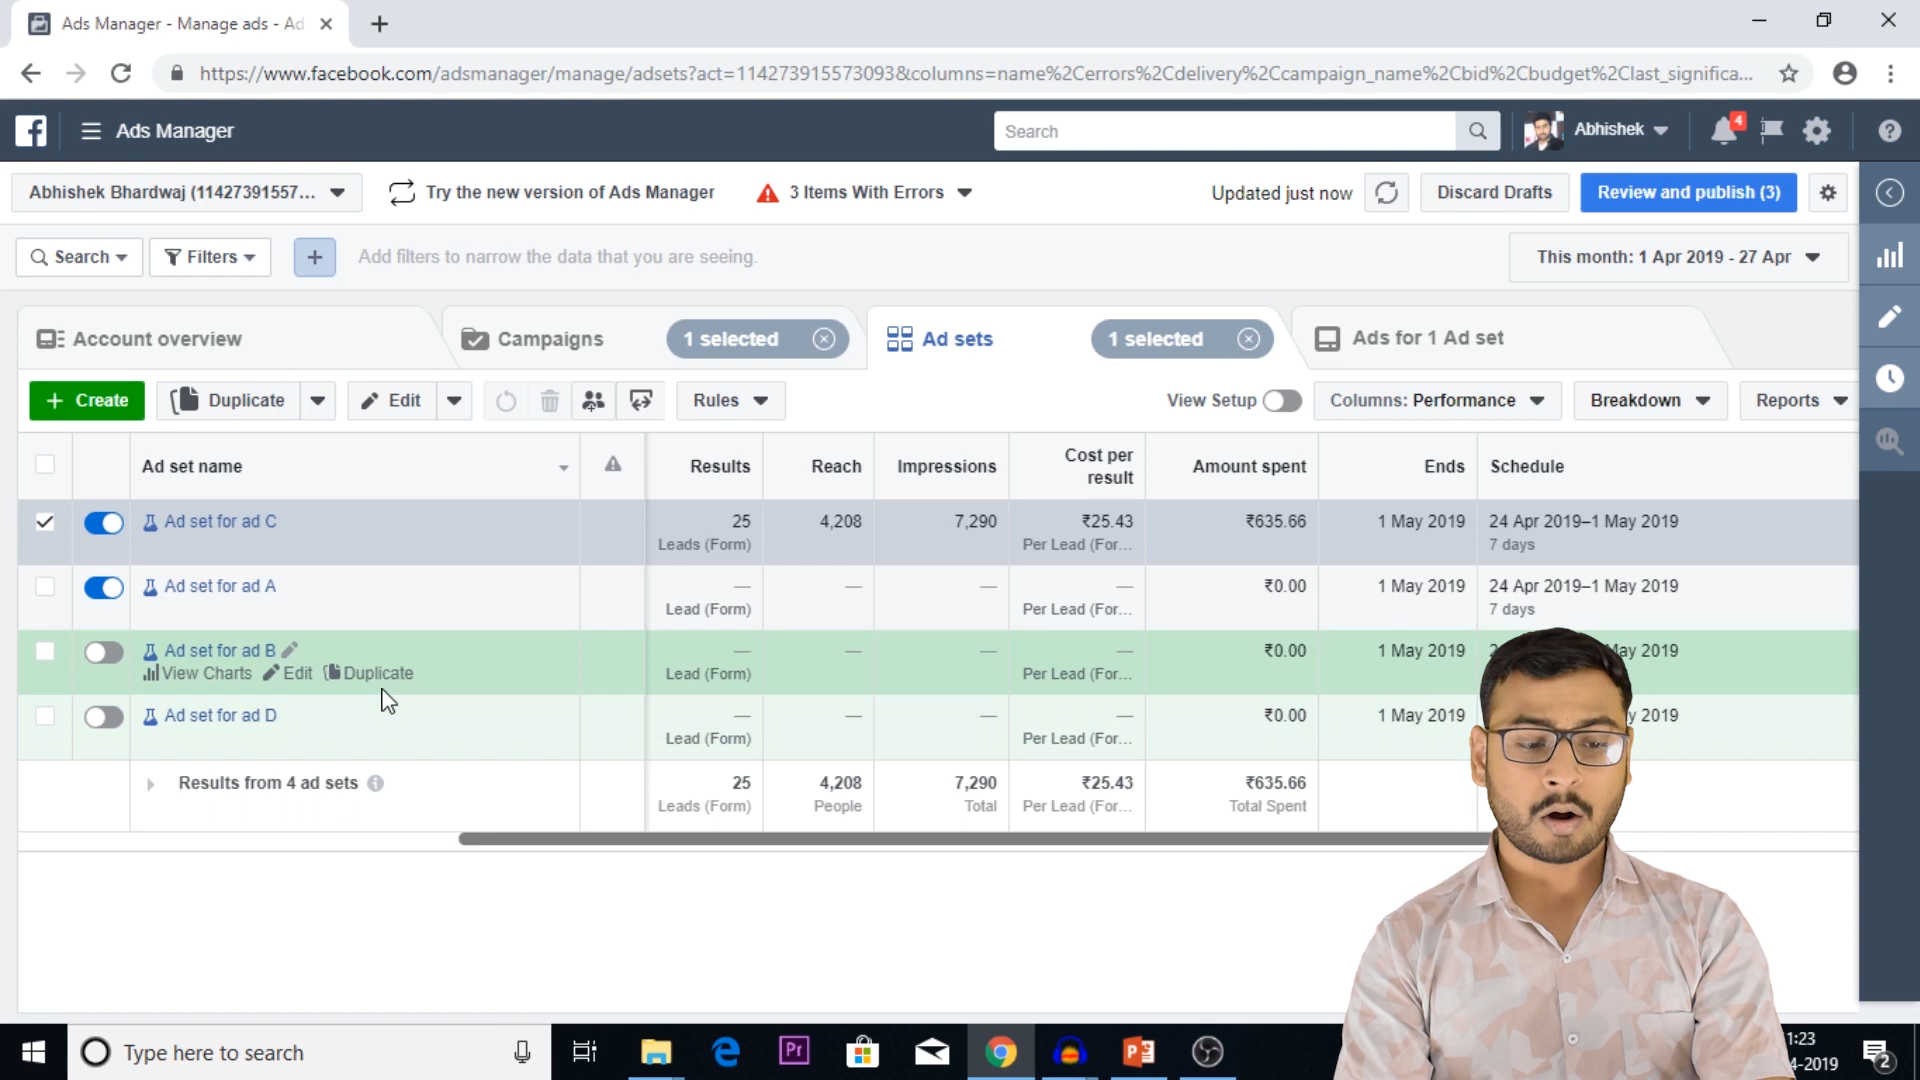 Ads Manager - Manage ads - Ad
https://www.facebook.com/adsmanager/manage/adsets?act=114273915573093&columns=name%2Cerrors%2Cdelivery%2Ccampaign_name%2Cbid%2Cbudget%2Clast_significa...
Ads Manager
Search
Abhishek
4
Abhishek Bhardwaj (11427391557...
Try the new version of Ads Manager
3 Items With Errors
Updated just now
Discard Drafts
Review and publish (3)
Search
Filters
Add filters to narrow the data that you are seeing.
This month: 1 Apr 2019 - 27 Apr
Account overview
Campaigns
1 selected
Ad sets
1 selected
Ads for 1 Ad set
+ Create
Duplicate
Edit
Rules
View Setup
Columns: Performance
Breakdown
Reports
Ad set name
Results
Reach
Impressions
Cost per
result
Amount spent
Ends
Schedule
Ad set for ad C
25
4,208
7,290
₹25.43
₹635.66
1 May 2019
24 Apr 2019–1 May 2019
Leads (Form)
Per Lead (For...
7 days
Ad set for ad A
—
—
—
—
₹0.00
1 May 2019
24 Apr 2019–1 May 2019
Lead (Form)
Per Lead (For...
7 days
Ad set for ad B
—
—
—
—
₹0.00
1 May 2019
May 2019
View Charts
Edit
Duplicate
Lead (Form)
Per Lead (For...
Ad set for ad D
—
—
—
—
₹0.00
1 May 2019
y 2019
Lead (Form)
Per Lead (For...
Results from 4 ad sets
25
4,208
7,290
₹25.43
₹635.66
Leads (Form)
People
Total
Per Lead (For...
Total Spent
Type here to search
Pr
1:23
4-2019
2